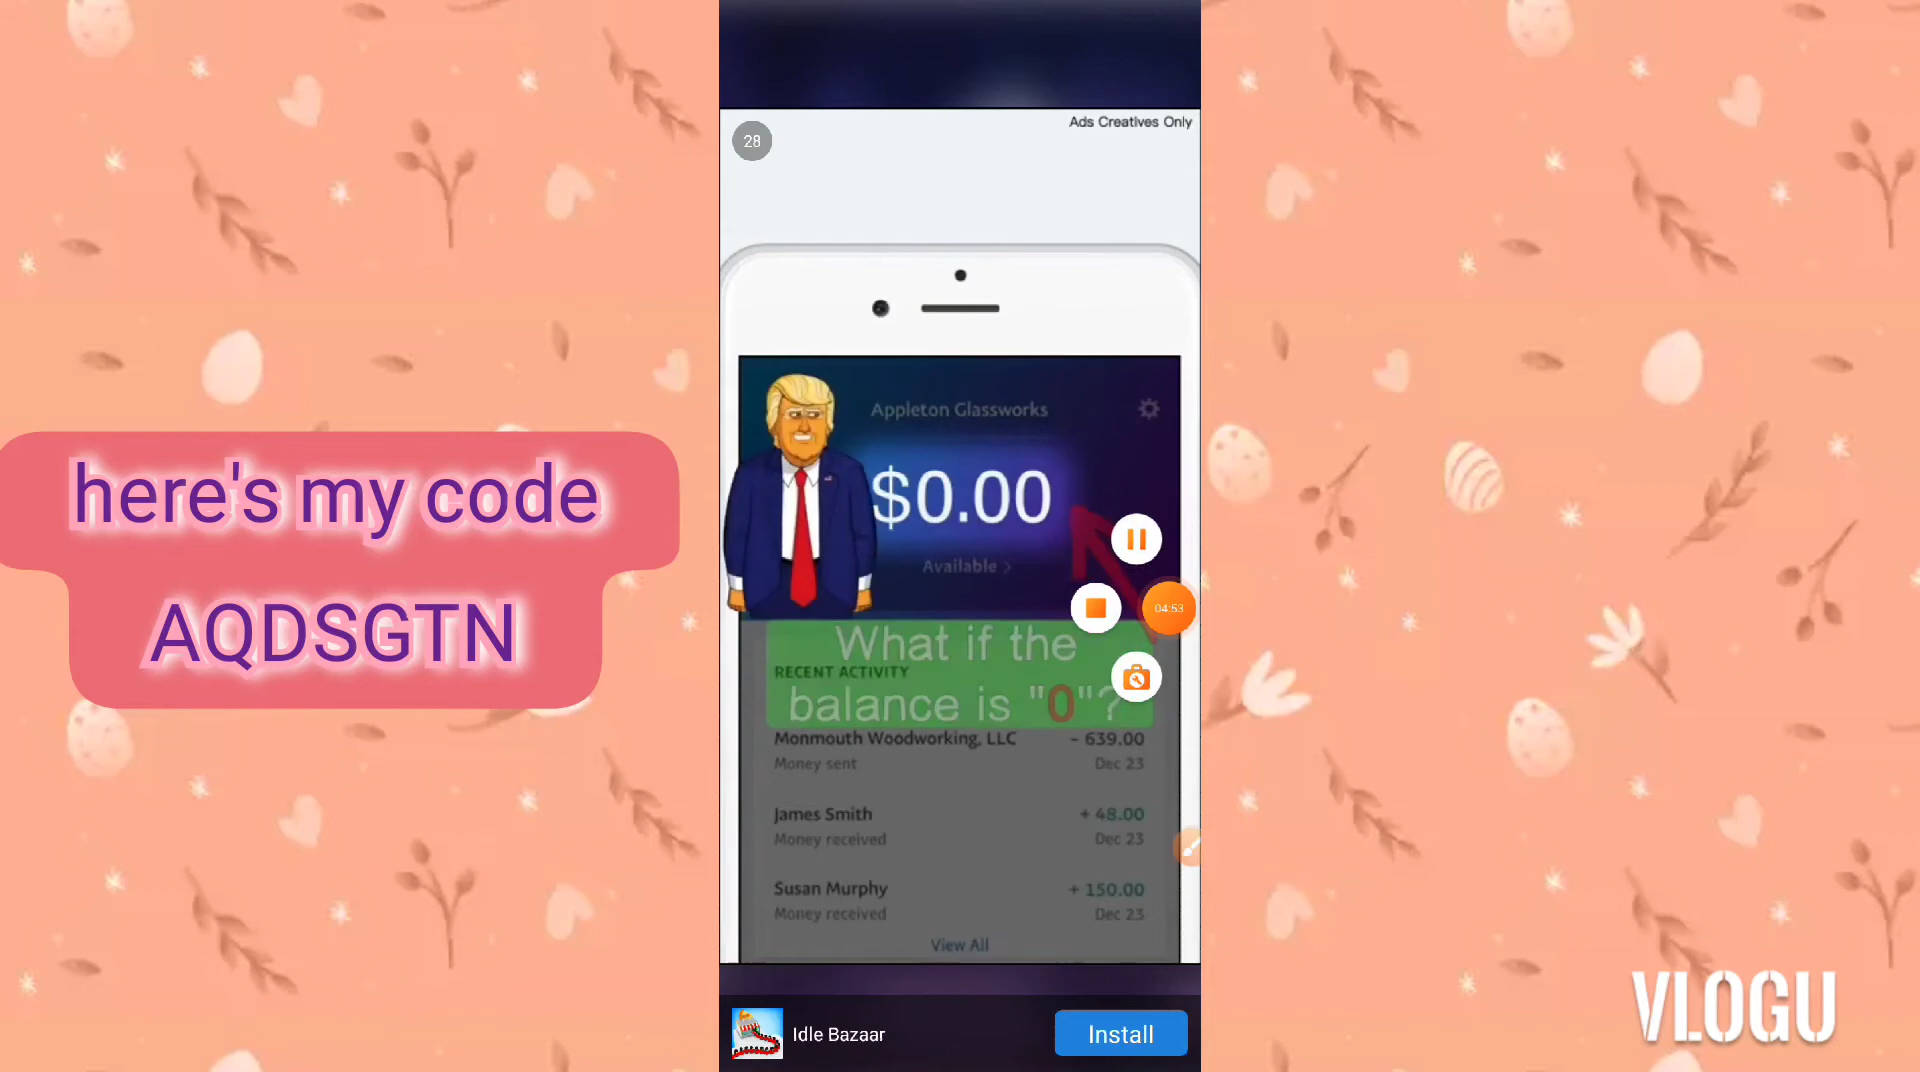 here's my code
AQDSGTN
Ads Creatives Only
28
Appleton Glassworks
$0.00
Available >
04:53
What if the
RECENT ACTIVITY
balance is "0"?
Monmouth Woodworking, LLC - 639.00
Money sent Dec 23
James Smith + 48.00
Money received Dec 23
Susan Murphy + 150.00
Money received Dec 23
View All
Idle Bazaar
Install
VLOGU